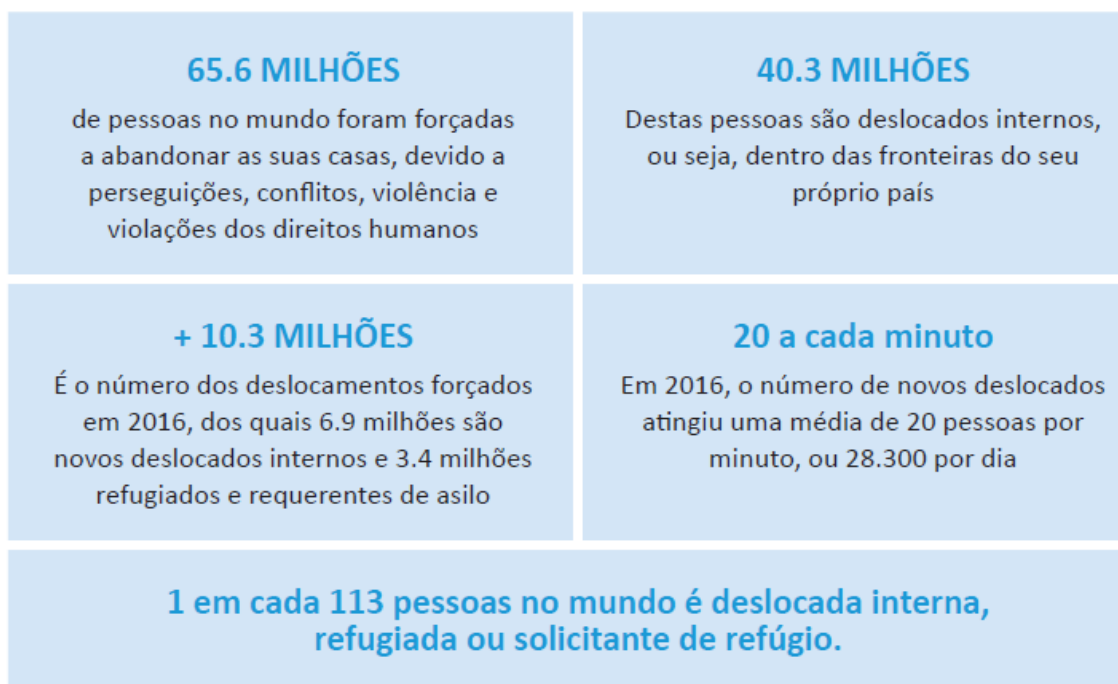 65.6 MILHÕES
de pessoas no mundo foram forçadas
a abandonar as suas casas, devido a
perseguições, conflitos, violência e
violações dos direitos humanos
40.3 MILHÕES
Destas pessoas são deslocados internos,
ou seja, dentro das fronteiras do seu
próprio país
+ 10.3 MILHÕES
É o número dos deslocamentos forçados
em 2016, dos quais 6.9 milhões são
novos deslocados internos e 3.4 milhões
refugiados e requerentes de asilo
20 a cada minuto
Em 2016, o número de novos deslocados
atingiu uma média de 20 pessoas por
minuto, ou 28.300 por dia
1 em cada 113 pessoas no mundo é deslocada interna,
refugiada ou solicitante de refúgio.